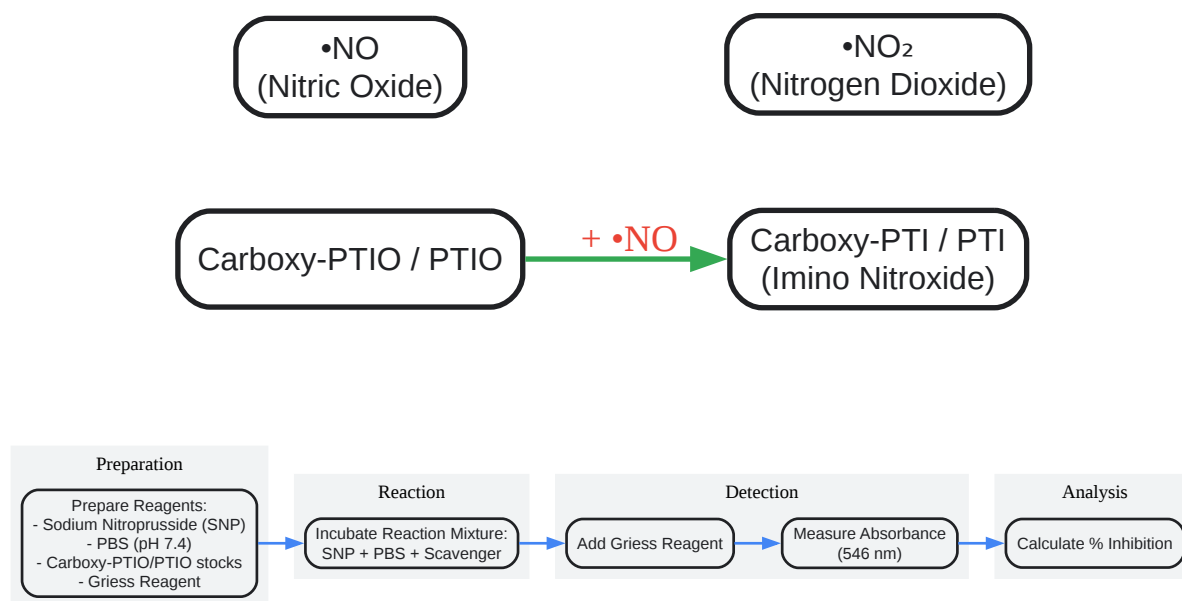 •NO
(Nitric Oxide)
•NO₂
(Nitrogen Dioxide)
Carboxy-PTIO / PTIO
+ •NO
Carboxy-PTI / PTI
(Imino Nitroxide)
Preparation
Prepare Reagents:
- Sodium Nitroprusside (SNP)
- PBS (pH 7.4)
- Carboxy-PTIO/PTIO stocks
- Griess Reagent
Reaction
Incubate Reaction Mixture:
SNP + PBS + Scavenger
Detection
Add Griess Reagent
Measure Absorbance
(546 nm)
Analysis
Calculate % Inhibition